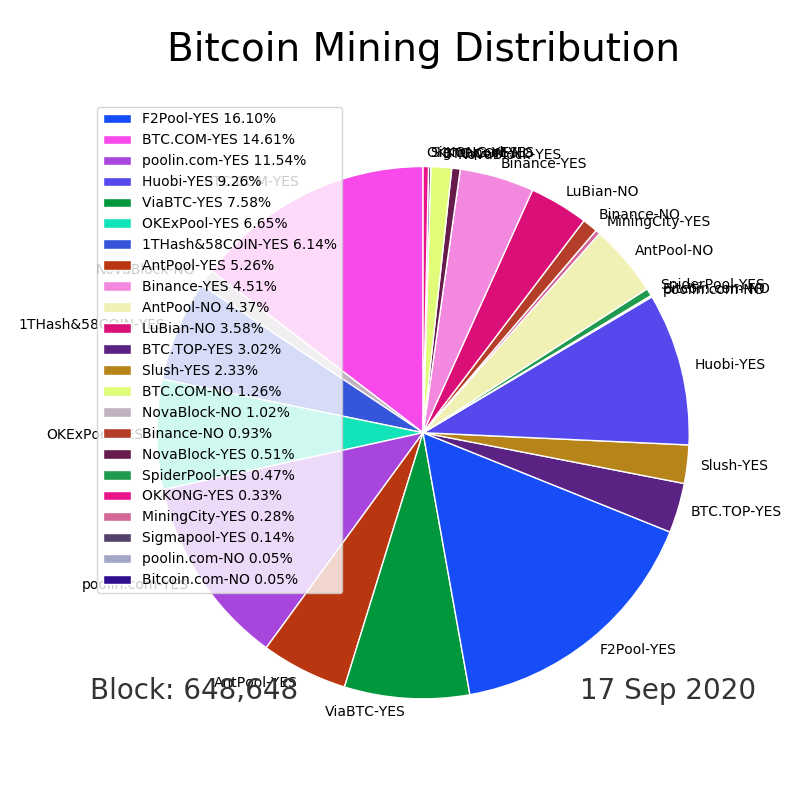 Bitcoin Mining Distribution
F2Pool-YES 16.10%
BTC.COM-YES 14.61%
poolin.com-YES 11.54%
Huobi-YES 9.26%
ViaBTC-YES 7.58%
OKExPool-YES 6.65%
1THash&58COIN-YES 6.14%
AntPool-YES 5.26%
Binance-YES 4.51%
AntPool-NO 4.37%
LuBian-NO 3.58%
BTC.TOP-YES 3.02%
Slush-YES 2.33%
BTC.COM-NO 1.26%
NovaBlock-NO 1.02%
Binance-NO 0.93%
NovaBlock-YES 0.51%
SpiderPool-YES 0.47%
OKKONG-YES 0.33%
MiningCity-YES 0.28%
Sigmapool-YES 0.14%
poolin.com-NO 0.05%
Bitcoin.com-NO 0.05%
Binance-YES
LuBian-NO
Binance-NO
MiningCity-YES
AntPool-NO
SpiderPool-YES
Huobi-YES
Slush-YES
BTC.TOP-YES
F2Pool-YES
ViaBTC-YES
AntPool-YES
poolin.com-YES
1THash&58COIN-YES
NovaBlock-NO
Block: 648,648
17 Sep 2020